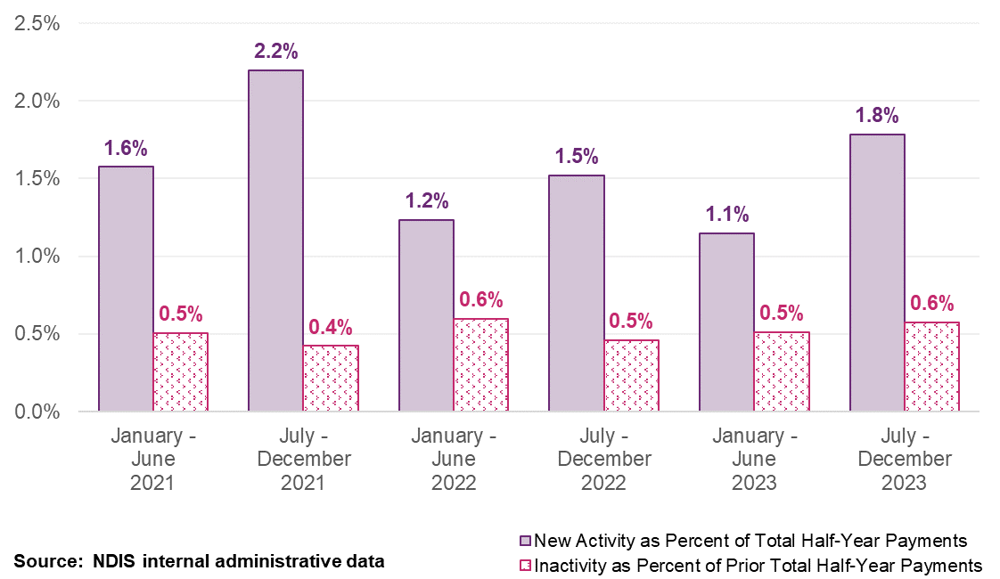 2.5%
2.0%
1.5%
1.0%
0.5%
0.0%
1.6%
0.5%
2.2%
0.4%
1.2%
0.6%
1.5%
0.5%
1.1%
0.5%
1.8%
0.6%
January -
June
2021
July -
December
2021
January -
June
2022
July -
December
2022
January -
June
2023
July -
December
2023
New Activity as Percent of Total Half-Year Payments
Inactivity as Percent of Prior Total Half-Year Payments
Source:  NDIS internal administrative data